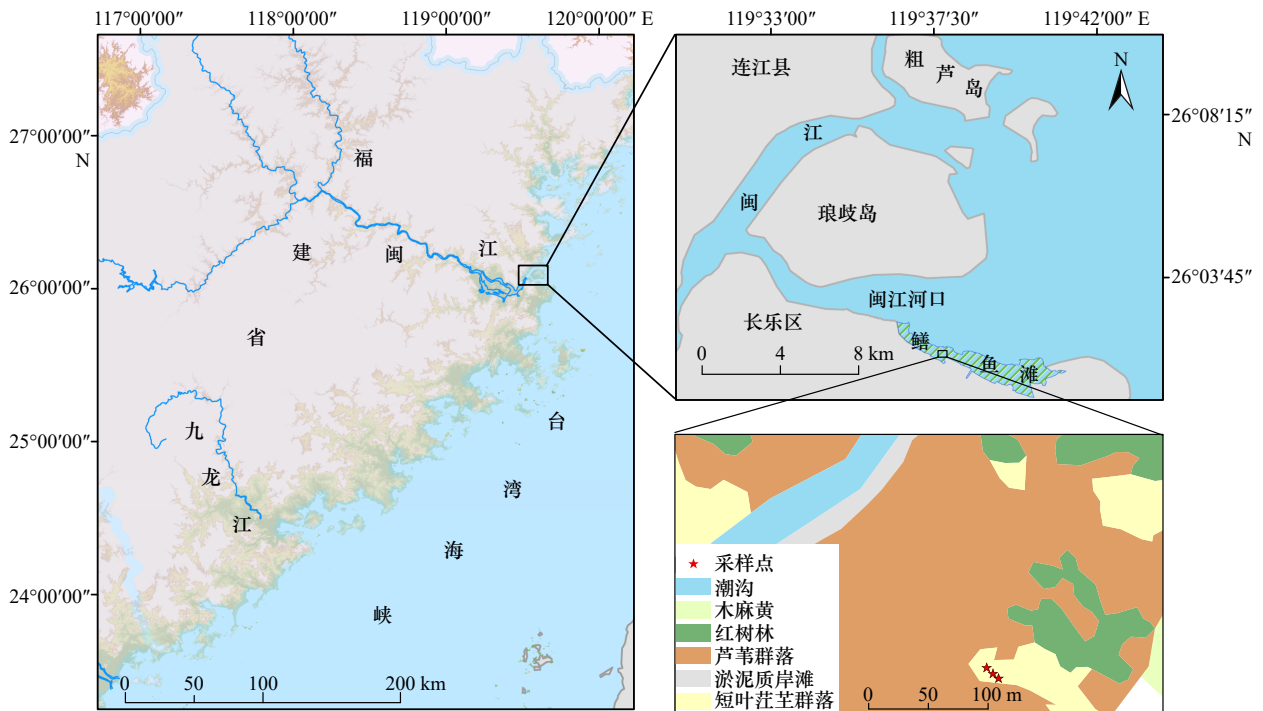 117°00′00″ 118°00′00″ 119°00′00″ 120°00′00″ E
27°00′00″
N
26°00′00″
25°00′00″
24°00′00″
福
建
省
闽
江
九
龙
江
台
湾
海
峡
0 50 100 200 km
119°33′00″ 119°37′30″ 119°42′00″ E
26°08′15″
N
26°03′45″
连江县
粗
芦
岛
N
江
闽
琅歧岛
闽江河口
长乐区
鳝
鱼
滩
0 4 8 km
采样点
潮沟
木麻黄
红树林
芦苇群落
淤泥质岸滩
短叶茳芏群落
0 50 100 m